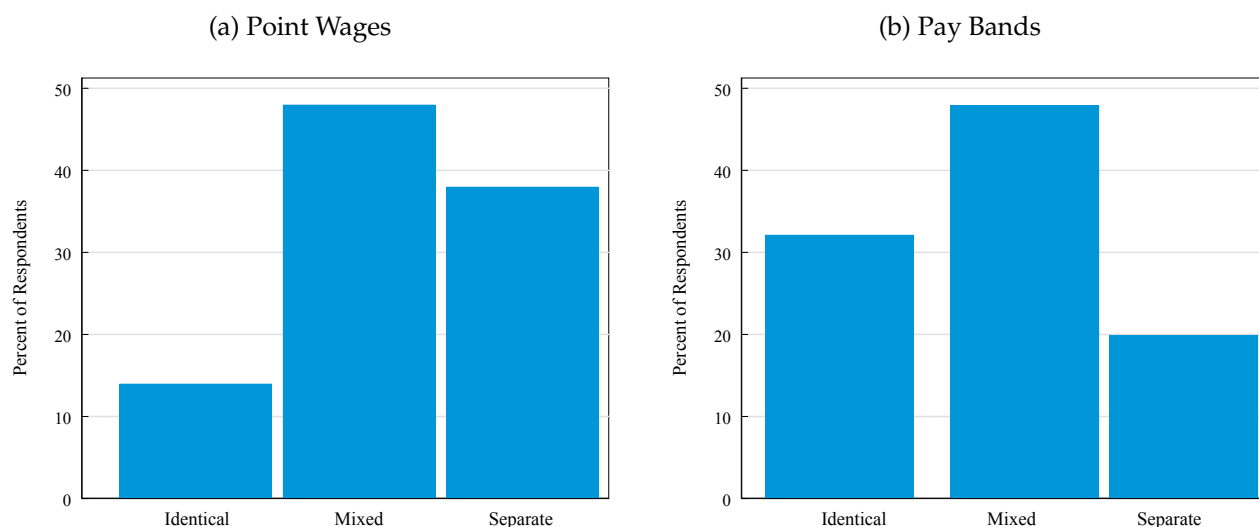 (a) Point Wages
Percent of Respondents
50
40
30
20
10
0
Identical Mixed Separate
(b) Pay Bands
Percent of Respondents
50
40
30
20
10
0
Identical Mixed Separate